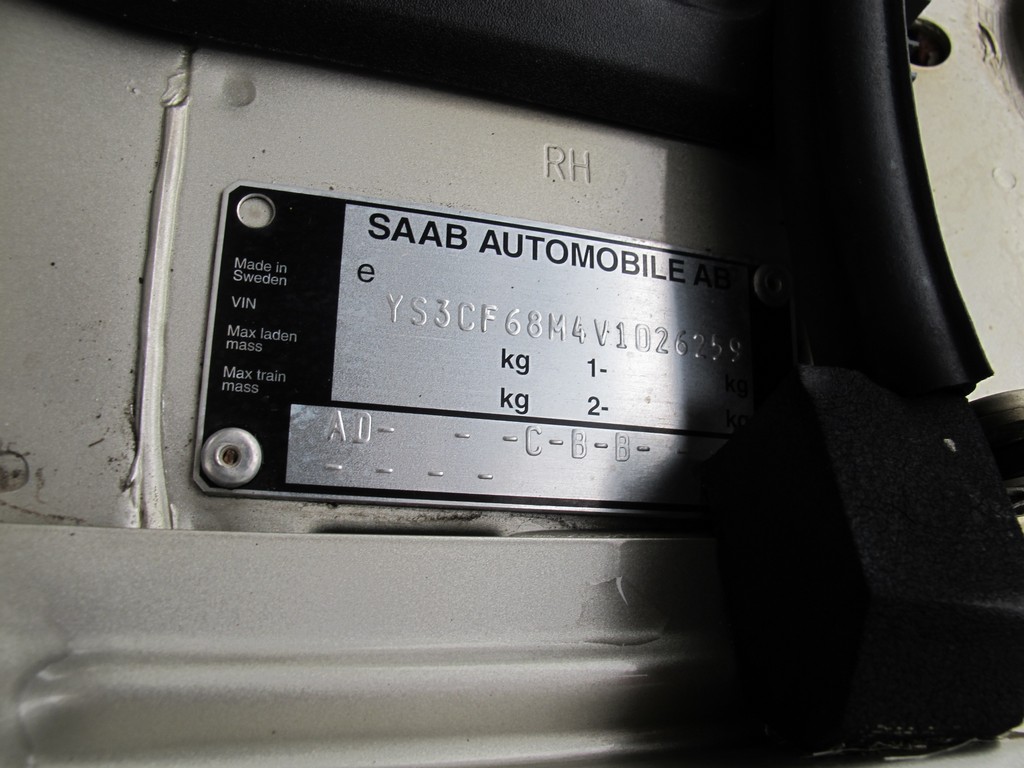 RH
SAAB AUTOMOBILE AB
Made in
Sweden
e
VIN
YS3CF68M4V1026259
Max laden
mass
kg 1- kg
Max train
mass
kg 2- kg
AD- - - -C-B-B- -
- - - -